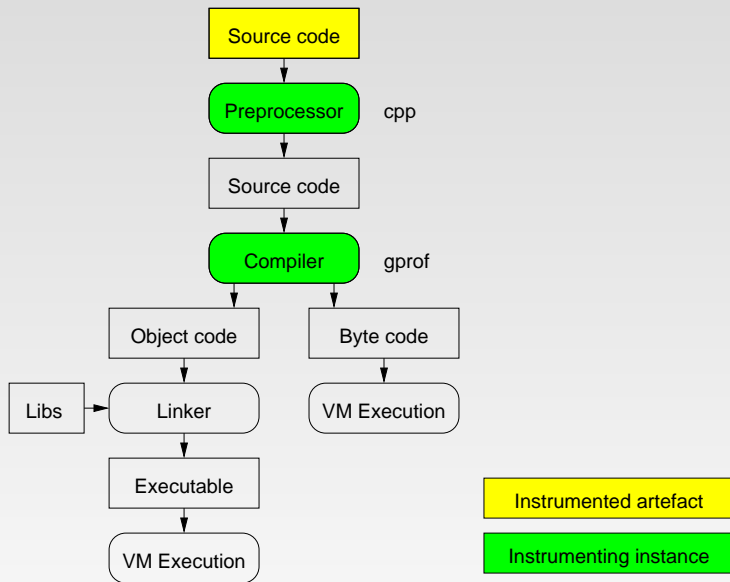 Source code
Preprocessor cpp
Source code
Compiler gprof
Object code Byte code
Libs Linker VM Execution
Executable
Instrumented artefact
VM Execution
Instrumenting instance